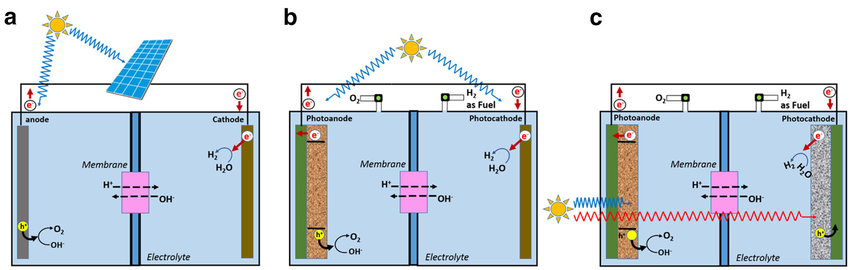 a
e⁻
e⁻
anode
Cathode
Membrane
e⁻
H₂
H₂O
H⁺
OH⁻
h⁺
O₂
OH⁻
Electrolyte
b
O₂
H₂
as Fuel
e⁻
e⁻
Photoanode
Photocathode
e⁻
e⁻
Membrane
H₂
H₂O
H⁺
OH⁻
h⁺
O₂
OH⁻
Electrolyte
c
O₂
H₂
as Fuel
e⁻
e⁻
Photoanode
Photocathode
e⁻
e⁻
Membrane
H₂
H₂O
H⁺
OH⁻
h⁺
O₂
OH⁻
h⁺
Electrolyte